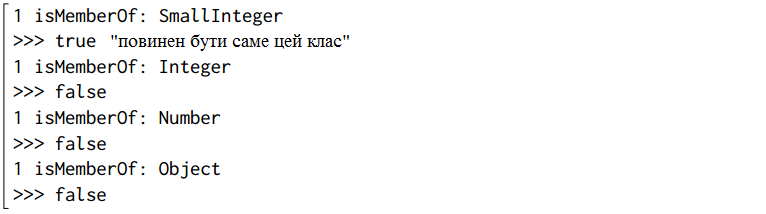 1 isMemberOf: SmallInteger
>>> true "повинен бути саме цей клас"
1 isMemberOf: Integer
>>> false
1 isMemberOf: Number
>>> false
1 isMemberOf: Object
>>> false